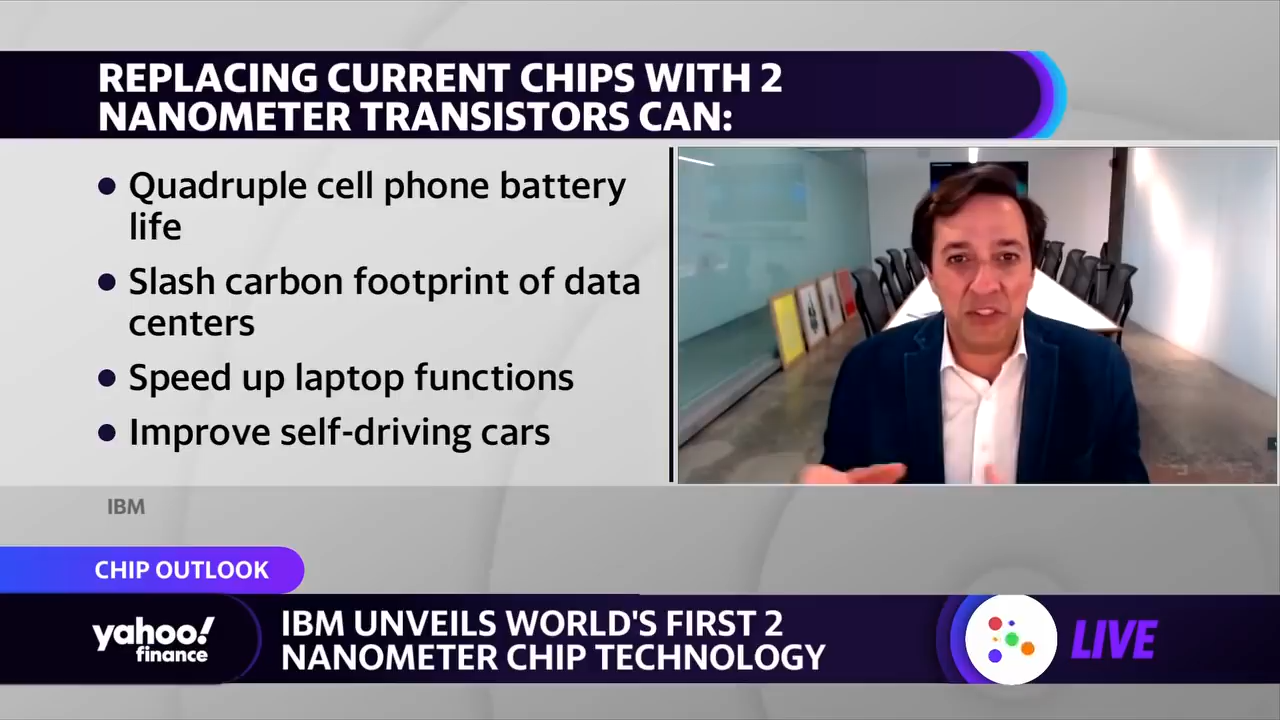 REPLACING CURRENT CHIPS WITH 2
NANOMETER TRANSISTORS CAN:
Quadruple cell phone battery
life
Slash carbon footprint of data
centers
Speed up laptop functions
Improve self-driving cars
IBM
CHIP OUTLOOK
yahoo!
finance
IBM UNVEILS WORLD'S FIRST 2
NANOMETER CHIP TECHNOLOGY
LIVE